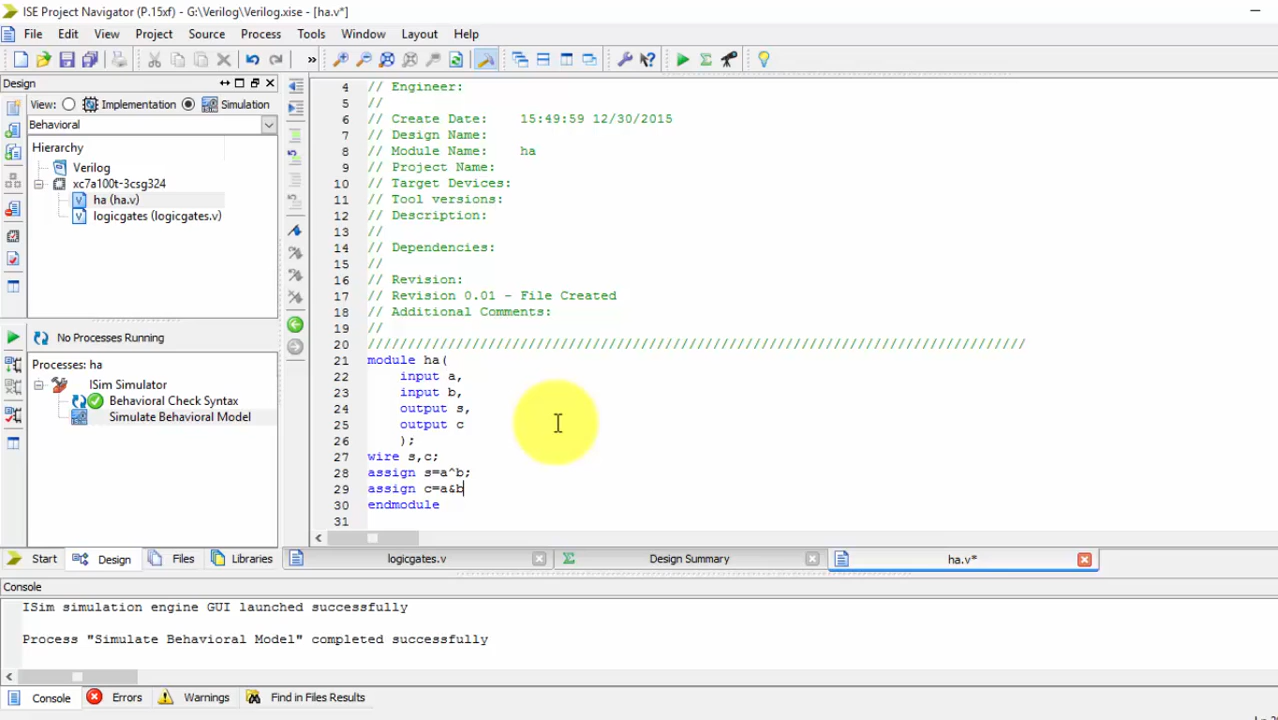 ISE Project Navigator (P.15xf) - G:\Verilog\Verilog.xise - [ha.v*]
File Edit View Project Source Process Tools Window Layout Help
»
Design
View: Implementation Simulation
Behavioral
Hierarchy
Verilog
xc7a100t-3csg324
ha (ha.v)
logicgates (logicgates.v)
No Processes Running
Processes: ha
ISim Simulator
Behavioral Check Syntax
Simulate Behavioral Model
4 // Engineer:
5 //
6 // Create Date: 15:49:59 12/30/2015
7 // Design Name:
8 // Module Name: ha
9 // Project Name:
10 // Target Devices:
11 // Tool versions:
12 // Description:
13 //
14 // Dependencies:
15 //
16 // Revision:
17 // Revision 0.01 - File Created
18 // Additional Comments:
19 //
20 //////////////////////////////////////////////////////////////////////////////////
21 module ha(
22 input a,
23 input b,
24 output s,
25 output c
26 );
27 wire s,c;
28 assign s=a^b;
29 assign c=a&b
30 endmodule
31
Start Design Files Libraries logicgates.v Design Summary ha.v*
Console
ISim simulation engine GUI launched successfully
Process "Simulate Behavioral Model" completed successfully
Console Errors Warnings Find in Files Results